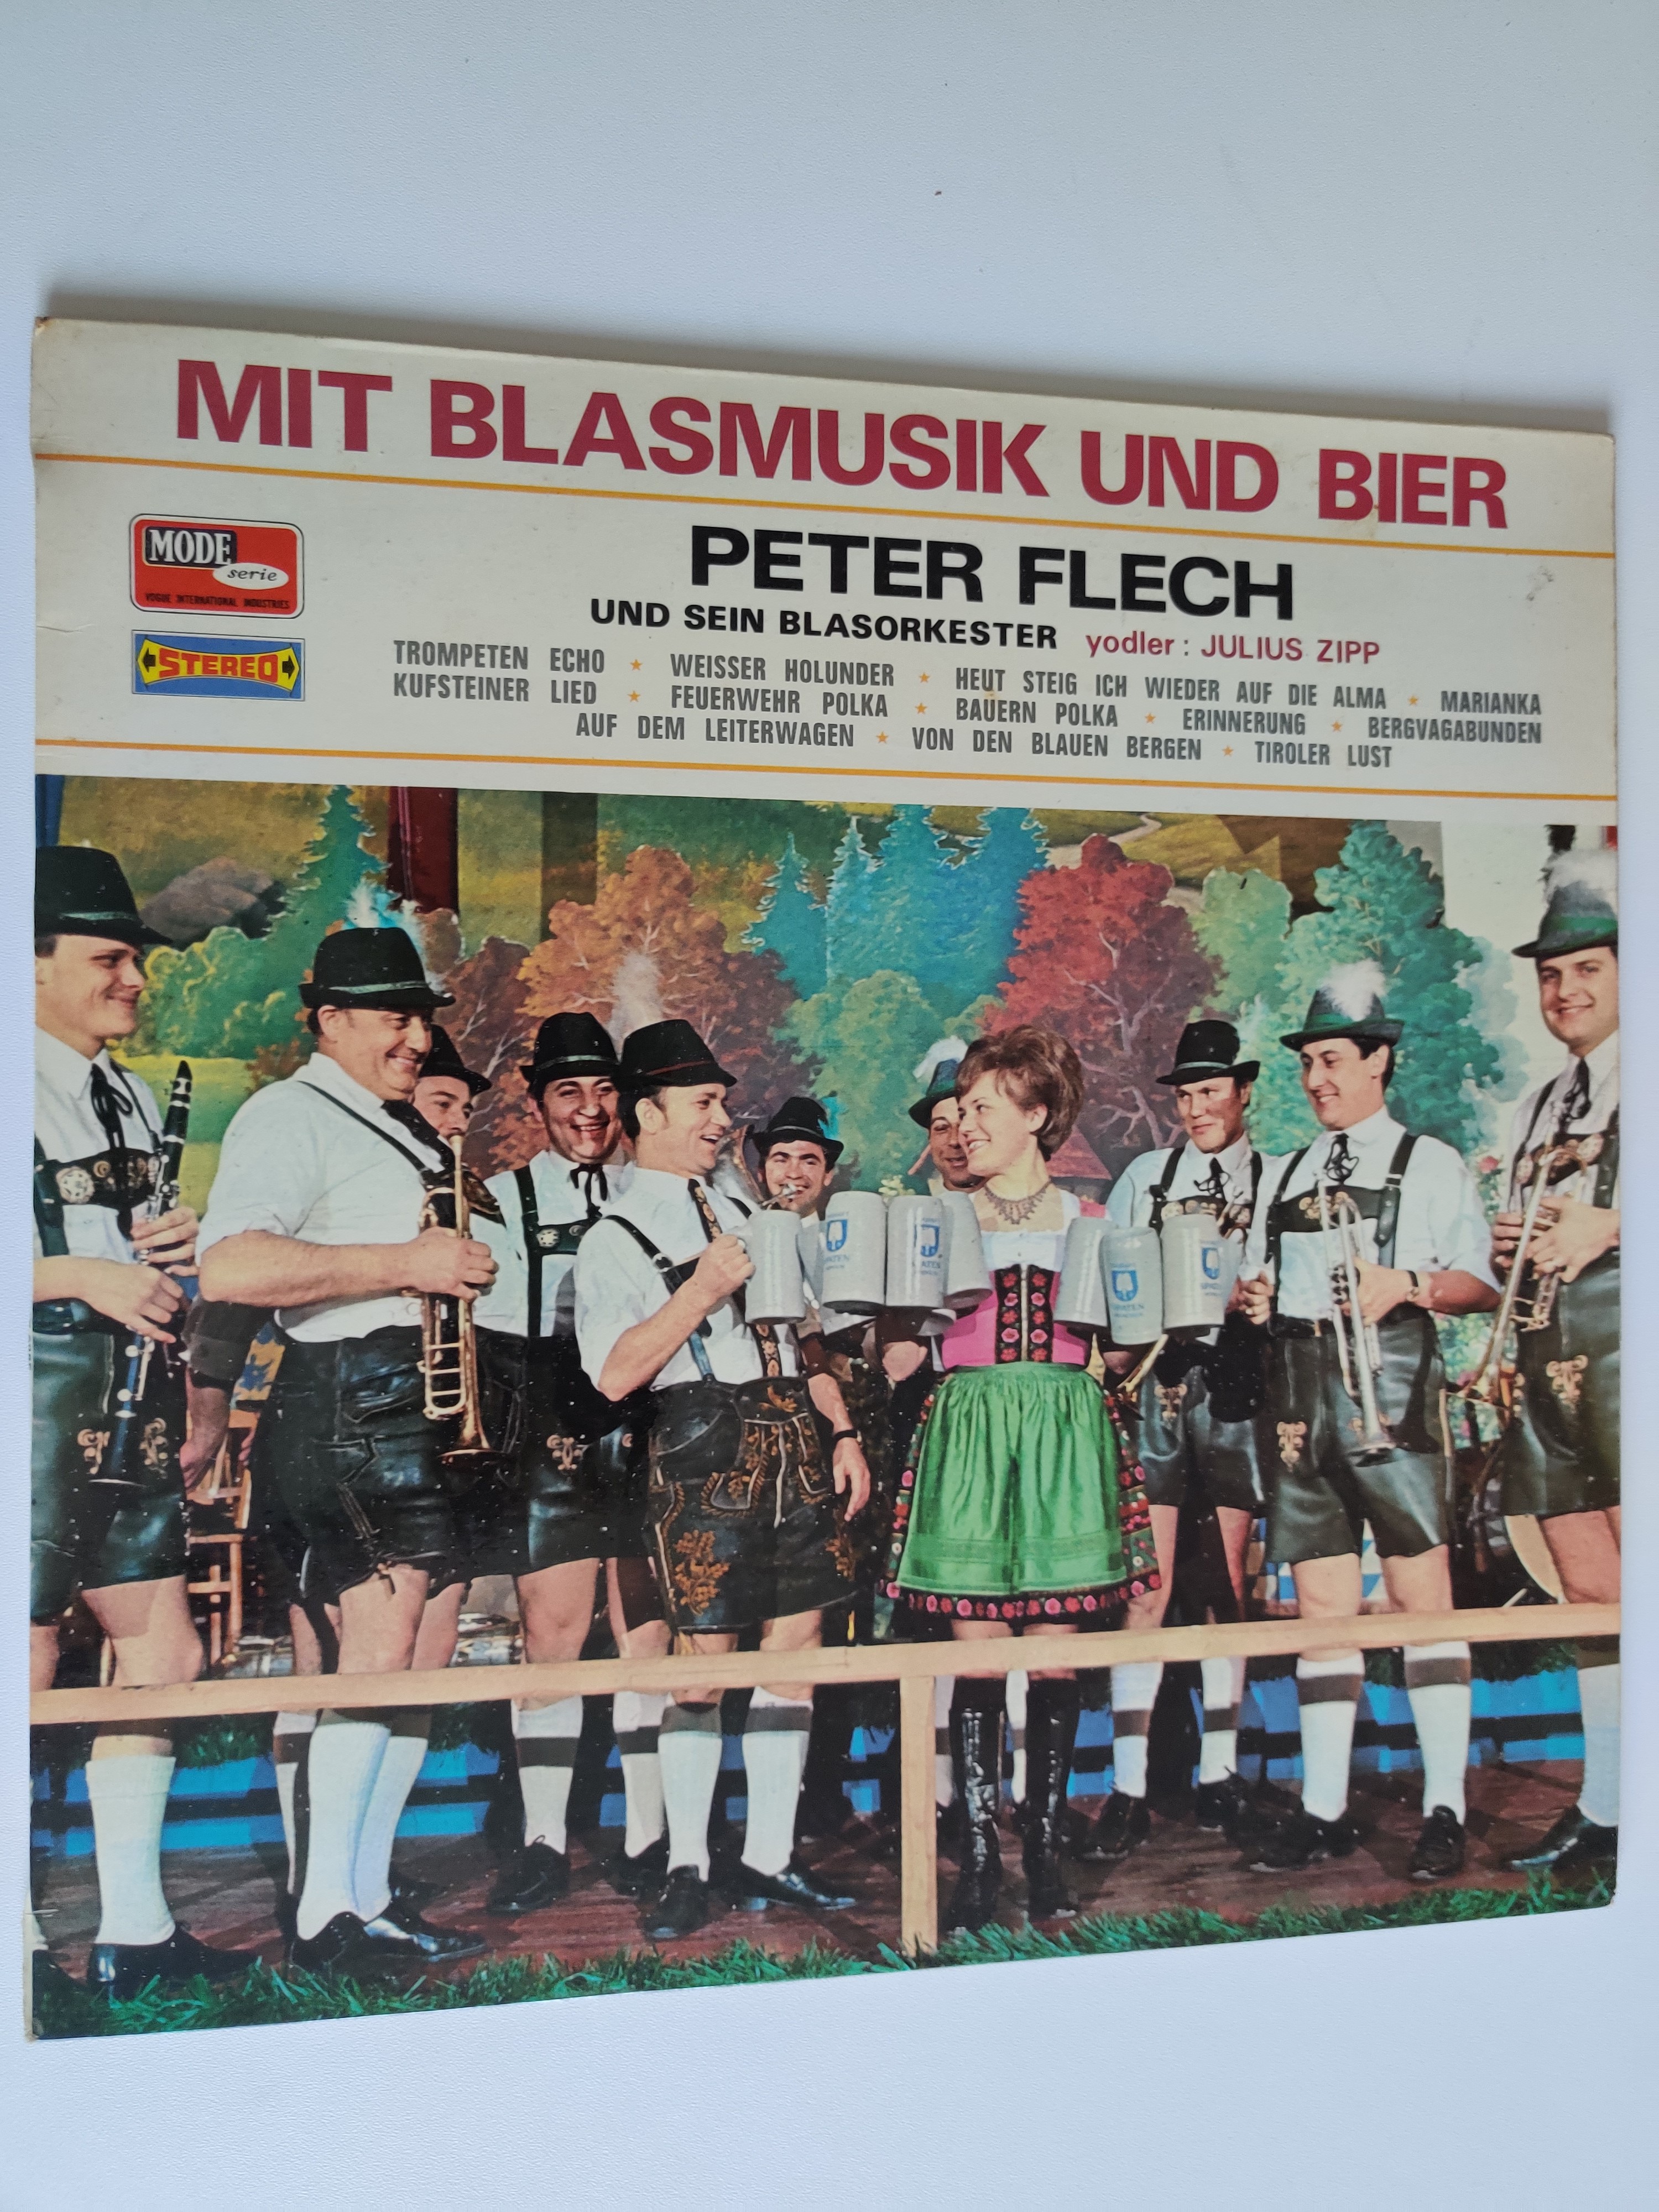 MIT BLASMUSIK UND BIER
MODE
serie
VOGUE INTERNATIONAL INDUSTRIES
STEREO
PETER FLECH
UND SEIN BLASORKESTER yodler : JULIUS ZIPP
TROMPETEN ECHO ★ WEISSER HOLUNDER ★ HEUT STEIG ICH WIEDER AUF DIE ALMA ★ MARIANKA
KUFSTEINER LIED ★ FEUERWEHR POLKA ★ BAUERN POLKA ★ ERINNERUNG ★ BERGVAGABUNDEN
AUF DEM LEITERWAGEN ★ VON DEN BLAUEN BERGEN ★ TIROLER LUST
SPATEN